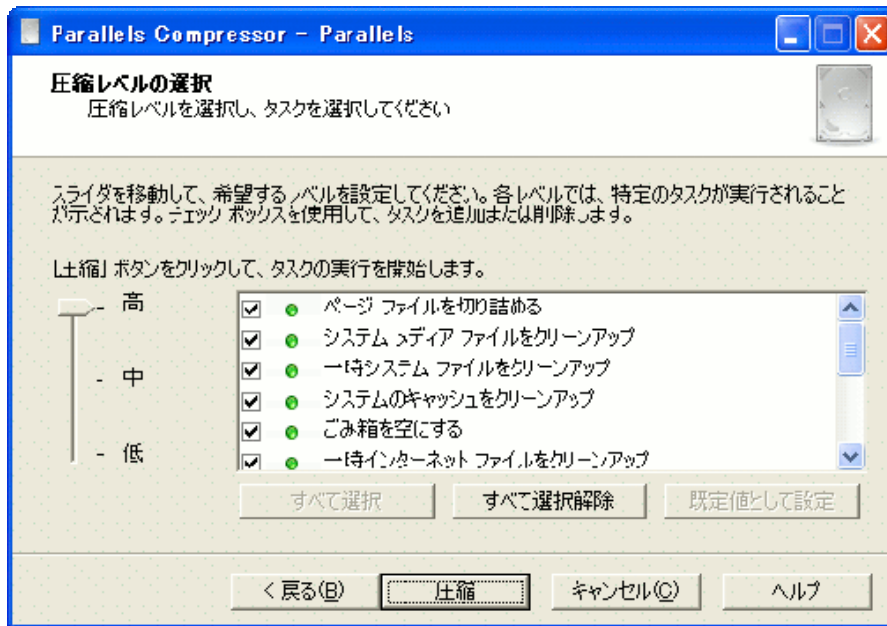 Parallels Compressor - Parallels
圧縮レベルの選択
圧縮レベルを選択し、タスクを選択してください
スライダを移動して、希望するレベルを設定してください。各レベルでは、特定のタスクが実行されること
が示されます。チェック ボックスを使用して、タスクを追加または削除します。
[圧縮] ボタンをクリックして、タスクの実行を開始します。
高
中
低
ページ ファイルを切り詰める
システム メディア ファイルをクリーンアップ
一時システム ファイルをクリーンアップ
システムのキャッシュをクリーンアップ
ごみ箱を空にする
一時インターネット ファイルをクリーンアップ
すべて選択 すべて選択解除 既定値として設定
< 戻る(B) 圧縮 キャンセル(C) ヘルプ